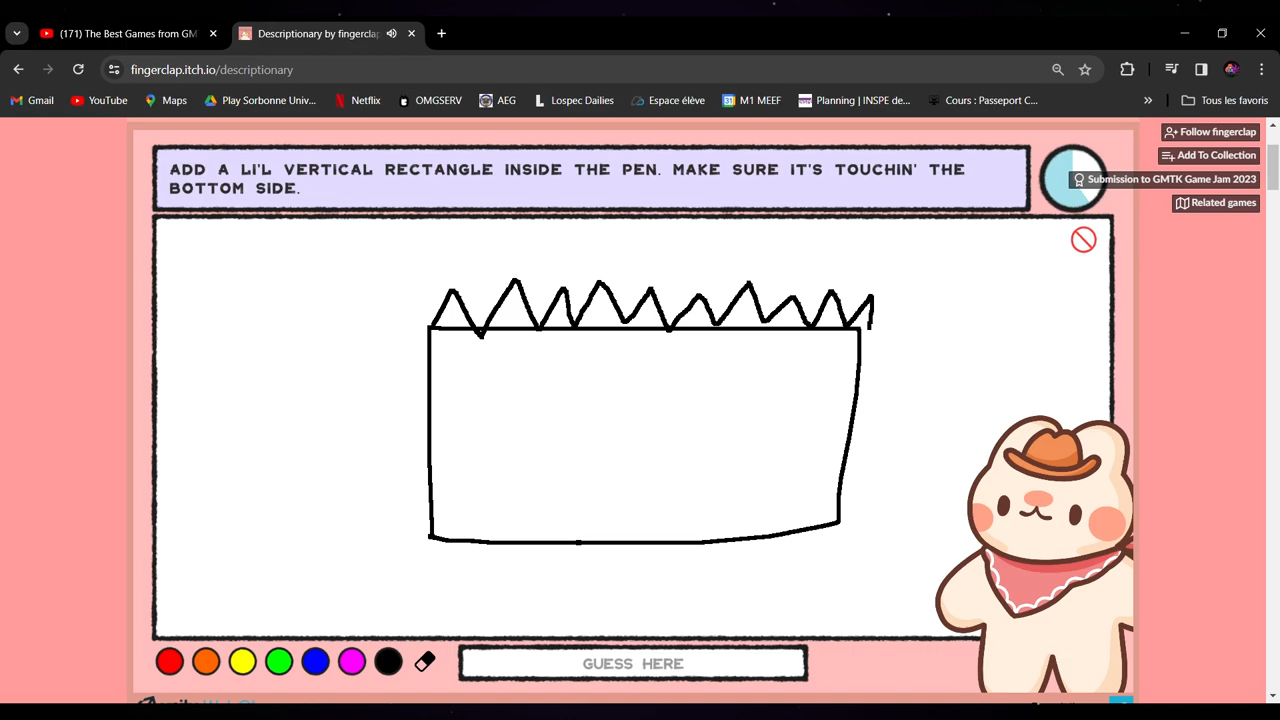 (171) The Best Games from GM
Descriptionary by fingerclap
fingerclap.itch.io/descriptionary
Gmail
YouTube
Maps
Play Sorbonne Univ...
Netflix
OMGSERV
AEG
Lospec Dailies
Espace élève
M1 MEEF
Planning | INSPE de...
Cours : Passeport C...
»
Tous les favoris
Follow fingerclap
Add To Collection
Submission to GMTK Game Jam 2023
Related games
ADD A LI'L VERTICAL RECTANGLE INSIDE THE PEN. MAKE SURE IT'S TOUCHIN' THE
BOTTOM SIDE.
GUESS HERE